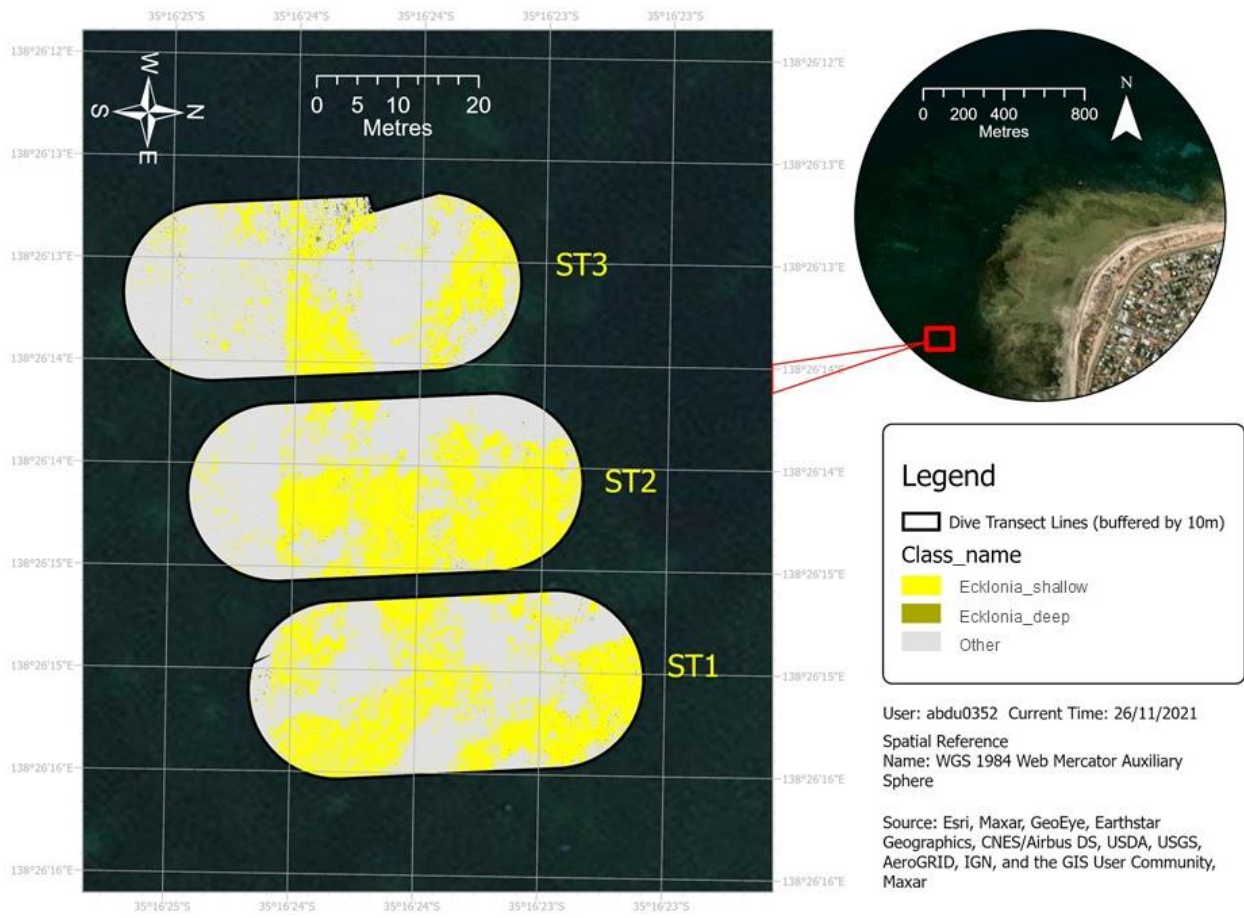 35°16'25"S 35°16'24"S 35°16'24"S 35°16'23"S 35°16'23"S
138°26'12"E
138°26'12"E
W
S N
E
0 5 10 20
Metres
N
0 200 400 800
Metres
138°26'13"E
138°26'13"E
138°26'13"E
138°26'13"E
ST3
138°26'14"E
138°26'14"E
138°26'14"E
138°26'14"E
ST2
138°26'15"E
138°26'15"E
138°26'15"E
138°26'15"E
ST1
138°26'16"E
138°26'16"E
138°26'16"E
138°26'16"E
35°16'25"S 35°16'24"S 35°16'24"S 35°16'23"S 35°16'23"S
Legend
Dive Transect Lines (buffered by 10m)
Class_name
Ecklonia_shallow
Ecklonia_deep
Other
User: abdu0352 Current Time: 26/11/2021
Spatial Reference
Name: WGS 1984 Web Mercator Auxiliary
Sphere
Source: Esri, Maxar, GeoEye, Earthstar
Geographics, CNES/Airbus DS, USDA, USGS,
AeroGRID, IGN, and the GIS User Community,
Maxar